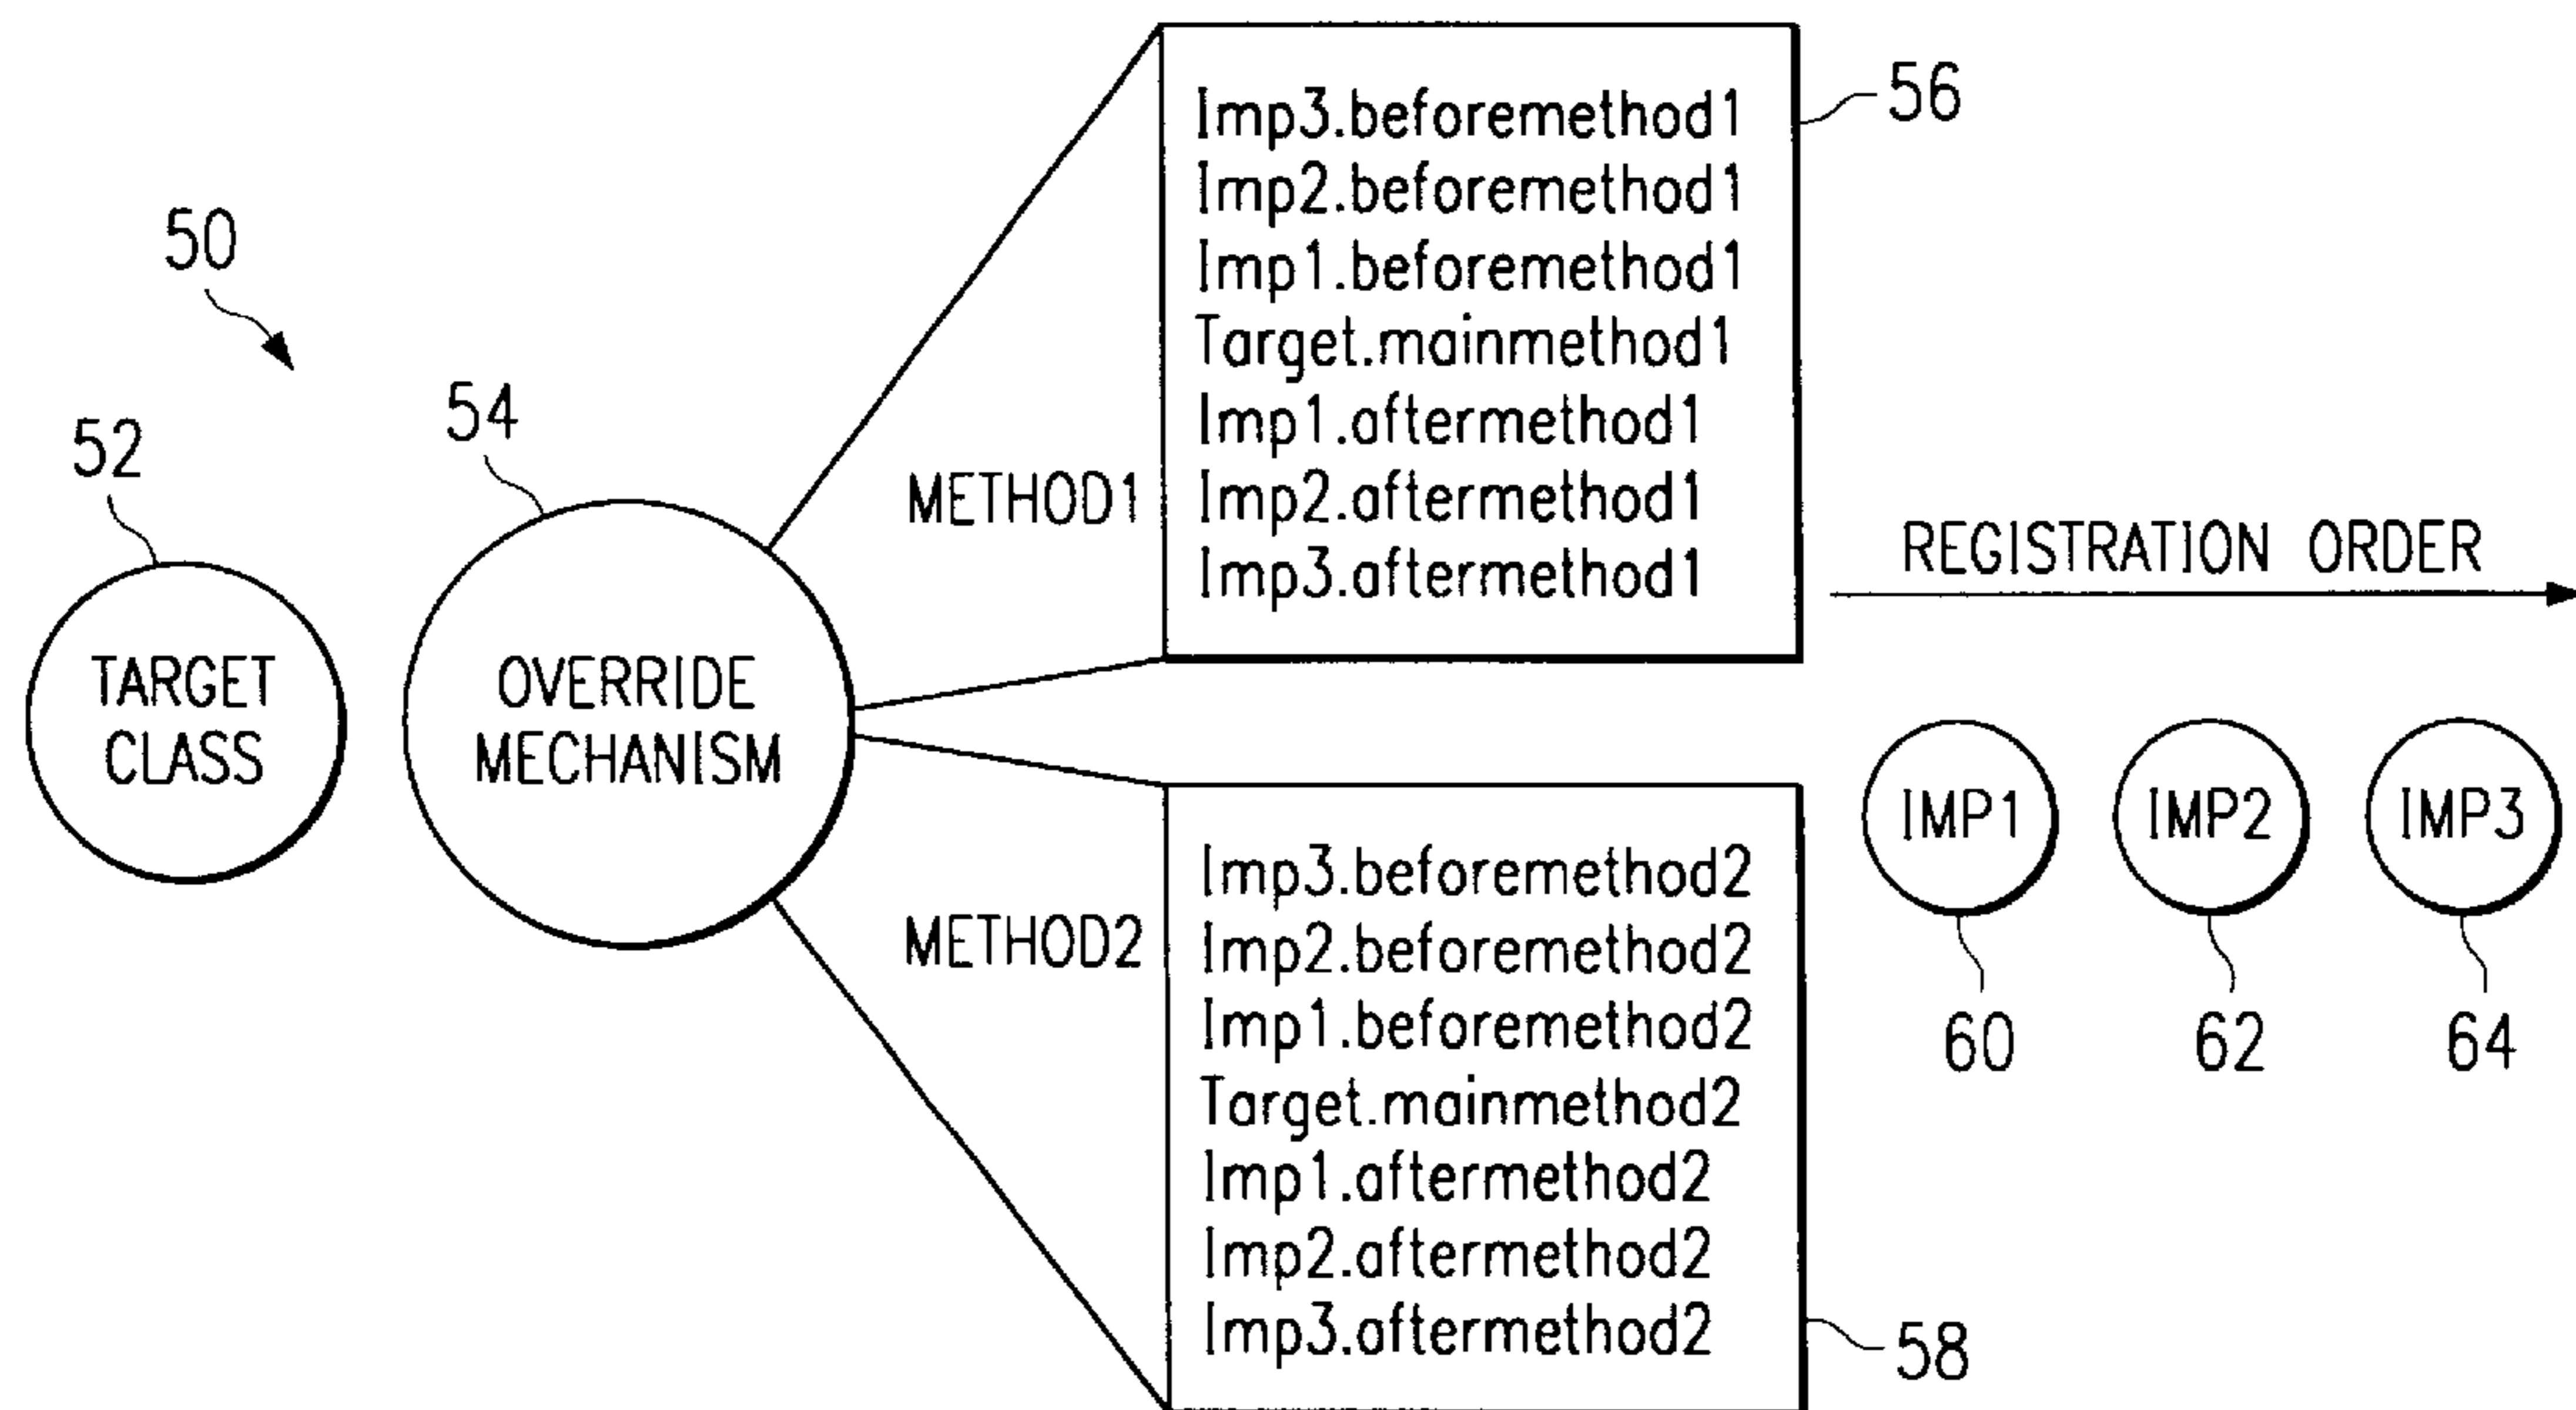 50
52
TARGET
CLASS
54
OVERRIDE
MECHANISM
METHOD1
Imp3.beforemethod1
Imp2.beforemethod1
Imp1.beforemethod1
Target.mainmethod1
Imp1.aftermethod1
Imp2.aftermethod1
Imp3.aftermethod1
56
METHOD2
Imp3.beforemethod2
Imp2.beforemethod2
Imp1.beforemethod2
Target.mainmethod2
Imp1.aftermethod2
Imp2.aftermethod2
Imp3.aftermethod2
58
REGISTRATION ORDER
IMP1
IMP2
IMP3
60
62
64